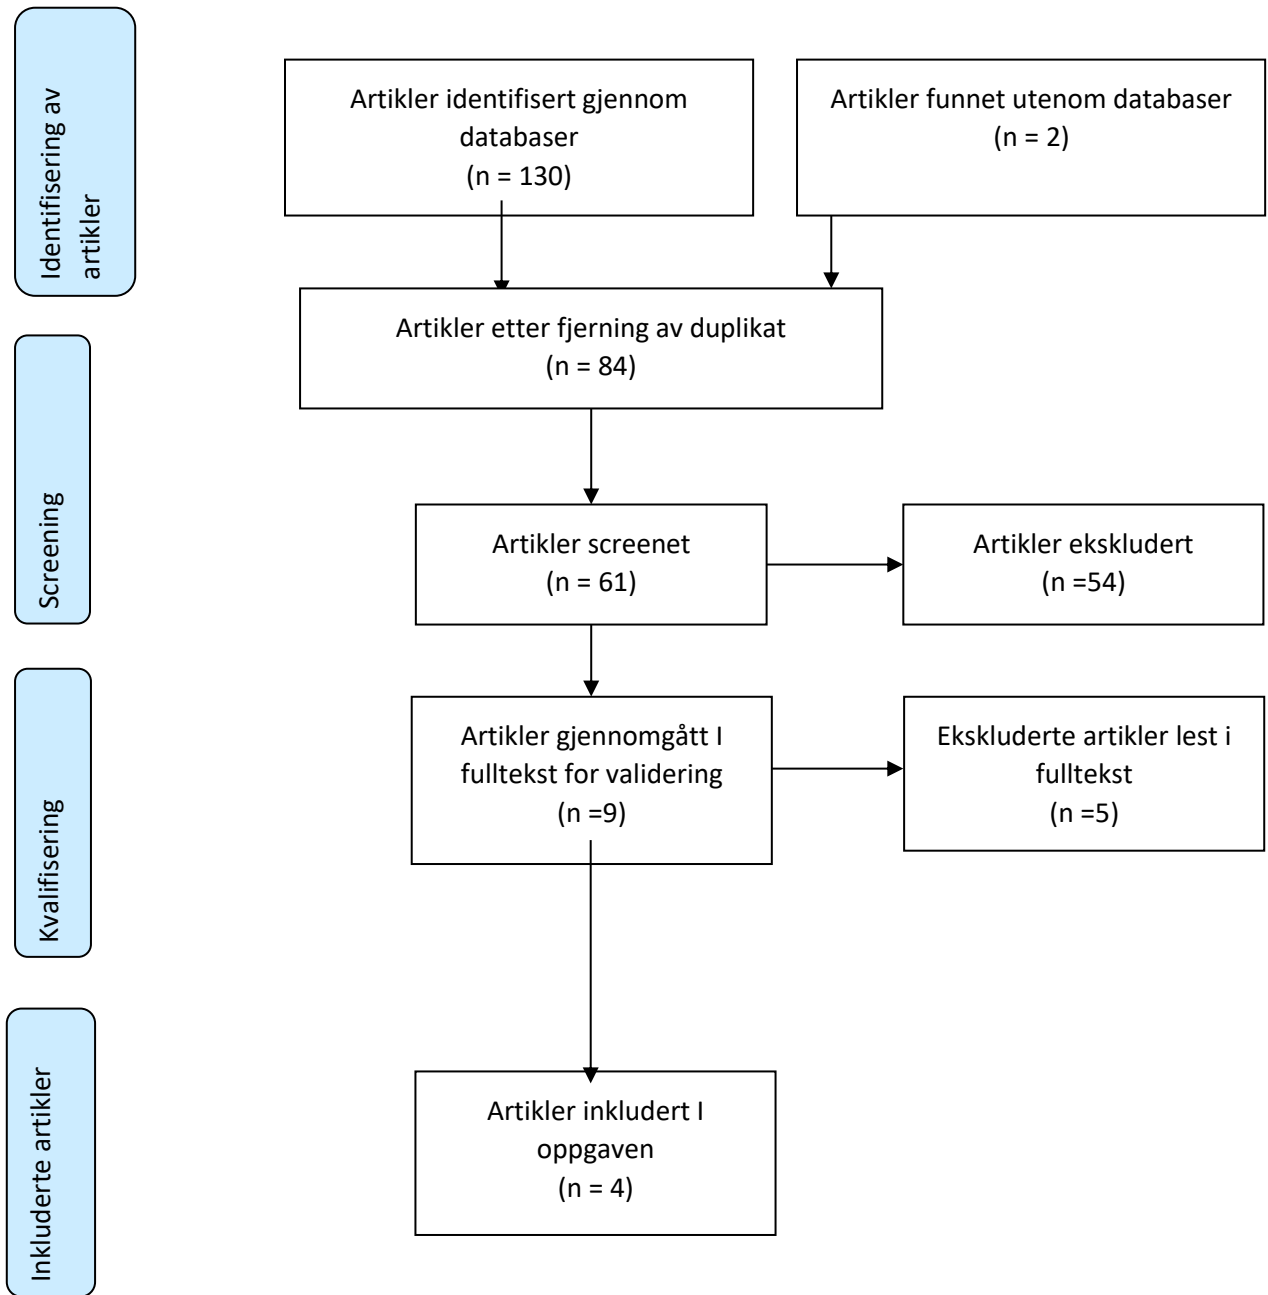 Identifisering av
artikler
Artikler identifisert gjennom
databaser
(n = 130)
Artikler funnet utenom databaser
(n = 2)
Artikler etter fjerning av duplikat
(n = 84)
Screening
Artikler screenet
(n = 61)
Artikler ekskludert
(n =54)
Kvalifisering
Artikler gjennomgått I
fulltekst for validering
(n =9)
Ekskluderte artikler lest i
fulltekst
(n =5)
Inkluderte artikler
Artikler inkludert I
oppgaven
(n = 4)